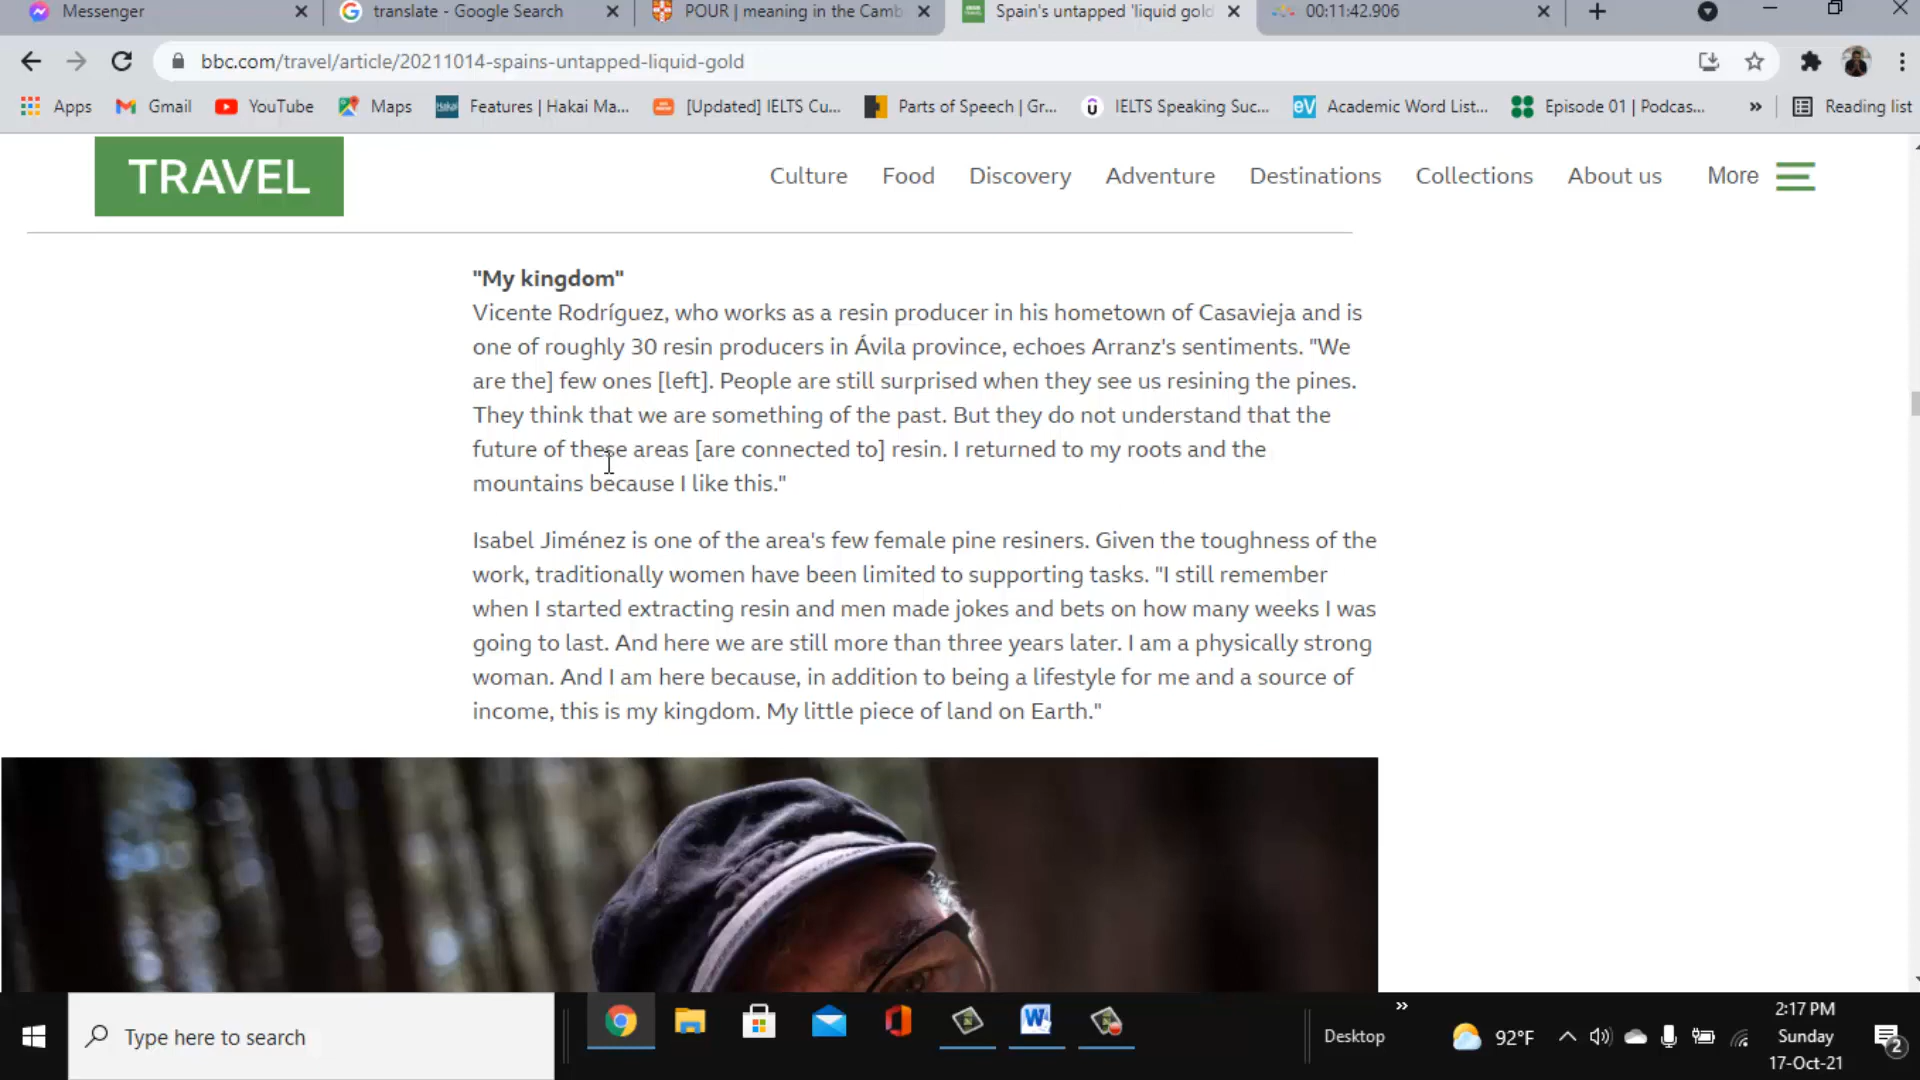 Messenger
translate - Google Search
POUR | meaning in the Camb
Spain's untapped 'liquid gold
00:11:42.906
bbc.com/travel/article/20211014-spains-untapped-liquid-gold
Apps
Gmail
YouTube
Maps
Hakai
Features | Hakai Ma...
[Updated] IELTS Cu...
Parts of Speech | Gr...
IELTS Speaking Suc...
eV
Academic Word List...
Episode 01 | Podcas...
»
Reading list
TRAVEL
Culture
Food
Discovery
Adventure
Destinations
Collections
About us
More
"My kingdom"
Vicente Rodríguez, who works as a resin producer in his hometown of Casavieja and is
one of roughly 30 resin producers in Ávila province, echoes Arranz's sentiments. "We
are the] few ones [left]. People are still surprised when they see us resining the pines.
They think that we are something of the past. But they do not understand that the
future of these areas [are connected to] resin. I returned to my roots and the
mountains because I like this."
Isabel Jiménez is one of the area's few female pine resiners. Given the toughness of the
work, traditionally women have been limited to supporting tasks. "I still remember
when I started extracting resin and men made jokes and bets on how many weeks I was
going to last. And here we are still more than three years later. I am a physically strong
woman. And I am here because, in addition to being a lifestyle for me and a source of
income, this is my kingdom. My little piece of land on Earth."
Type here to search
W
Desktop
»
92°F
2:17 PM
Sunday
17-Oct-21
2